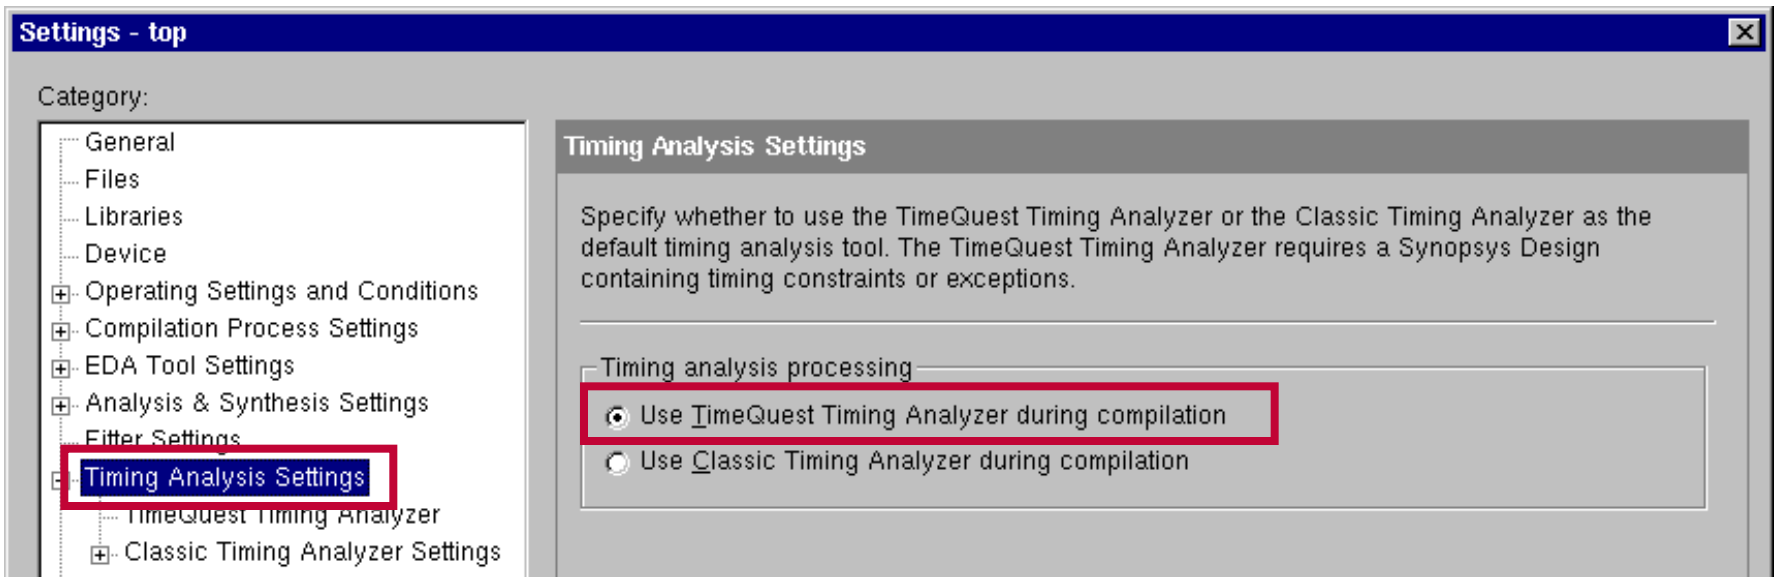 Settings - top
Category:
General
Files
Libraries
Device
Operating Settings and Conditions
Compilation Process Settings
EDA Tool Settings
Analysis & Synthesis Settings
Fitter Settings
Timing Analysis Settings
TimeQuest Timing Analyzer
Classic Timing Analyzer Settings
Timing Analysis Settings
Specify whether to use the TimeQuest Timing Analyzer or the Classic Timing Analyzer as the
default timing analysis tool. The TimeQuest Timing Analyzer requires a Synopsys Design
containing timing constraints or exceptions.
Timing analysis processing
Use TimeQuest Timing Analyzer during compilation
Use Classic Timing Analyzer during compilation